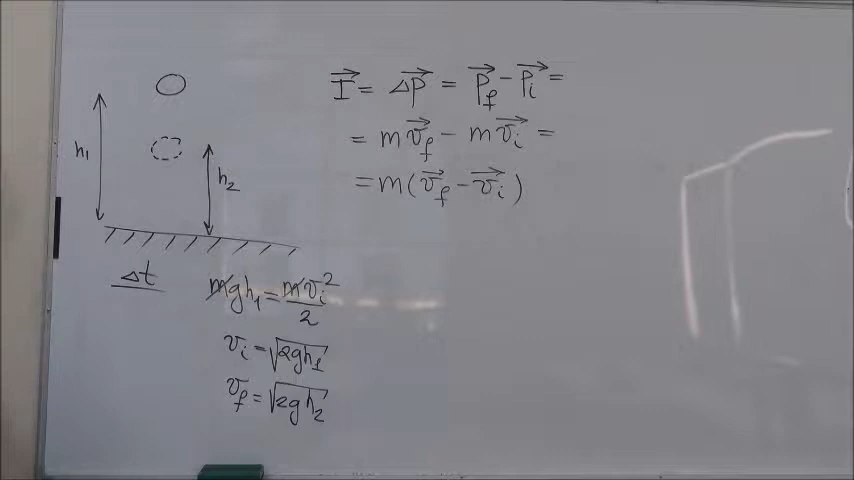 h₁
h₂
Δt
mgh₁ = mvᵢ²/2
vᵢ = √2gh₁
v_f = √2gh₂
I⃗ = ΔP⃗ = P⃗_f − P⃗ᵢ =
= mv⃗_f − mv⃗ᵢ =
= m(v⃗_f − v⃗ᵢ)